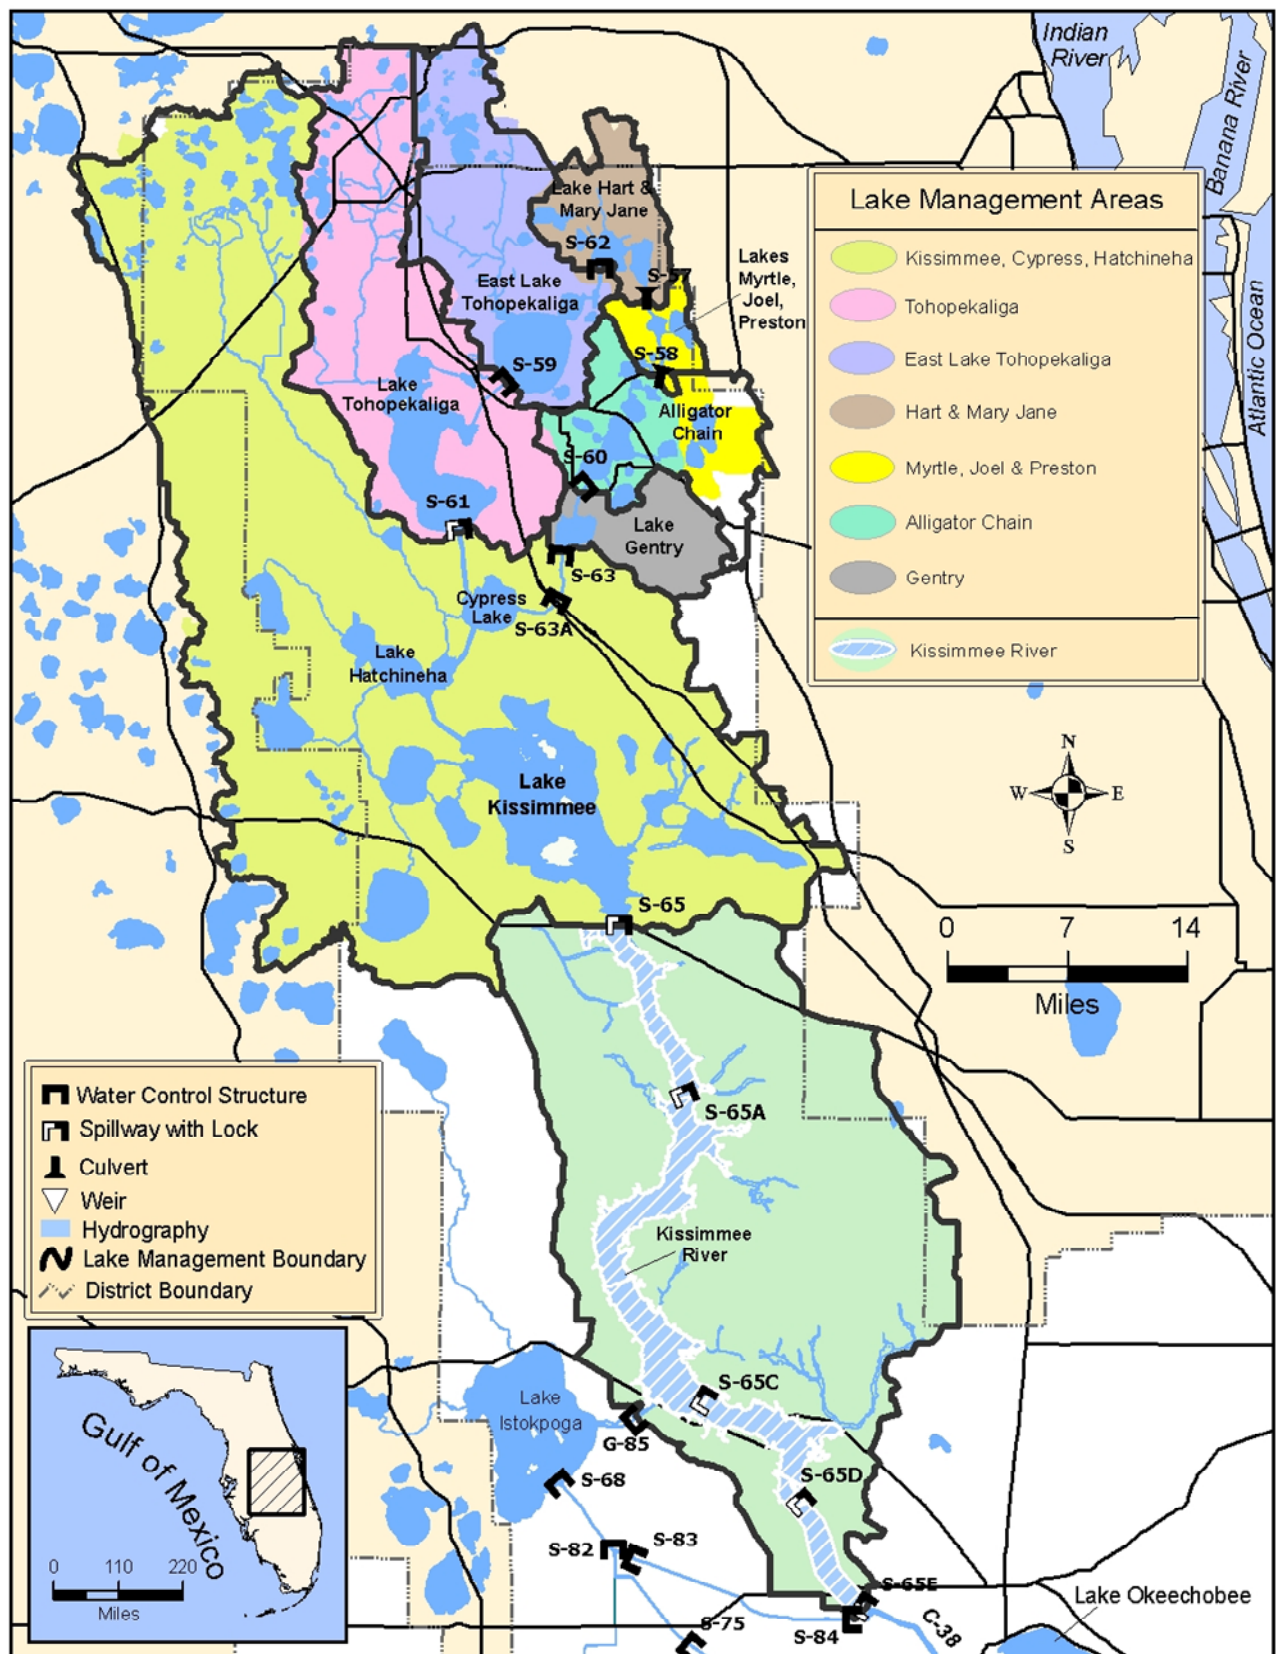 Indian
River
Banana River
Atlantic Ocean
Lake Management Areas
Kissimmee, Cypress, Hatchineha
Tohopekaliga
East Lake Tohopekaliga
Hart & Mary Jane
Myrtle, Joel & Preston
Alligator Chain
Gentry
Kissimmee River
Lake Hart &
Mary Jane
S-62
S-57
Lakes
Myrtle,
Joel,
Preston
East Lake
Tohopekaliga
S-59
S-58
Lake
Tohopekaliga
Alligator
Chain
S-60
S-61
Lake
Gentry
S-63
Cypress
Lake
S-63A
Lake
Hatchineha
Lake
Kissimmee
S-65
N
W
E
S
0 7 14
Miles
S-65A
Kissimmee
River
S-65C
Lake
Istokpoga
G-85
S-68
S-65D
S-82
S-83
S-65E
S-84
S-75
C-38
Lake Okeechobee
Water Control Structure
Spillway with Lock
Culvert
Weir
Hydrography
Lake Management Boundary
District Boundary
Gulf of Mexico
0 110 220
Miles